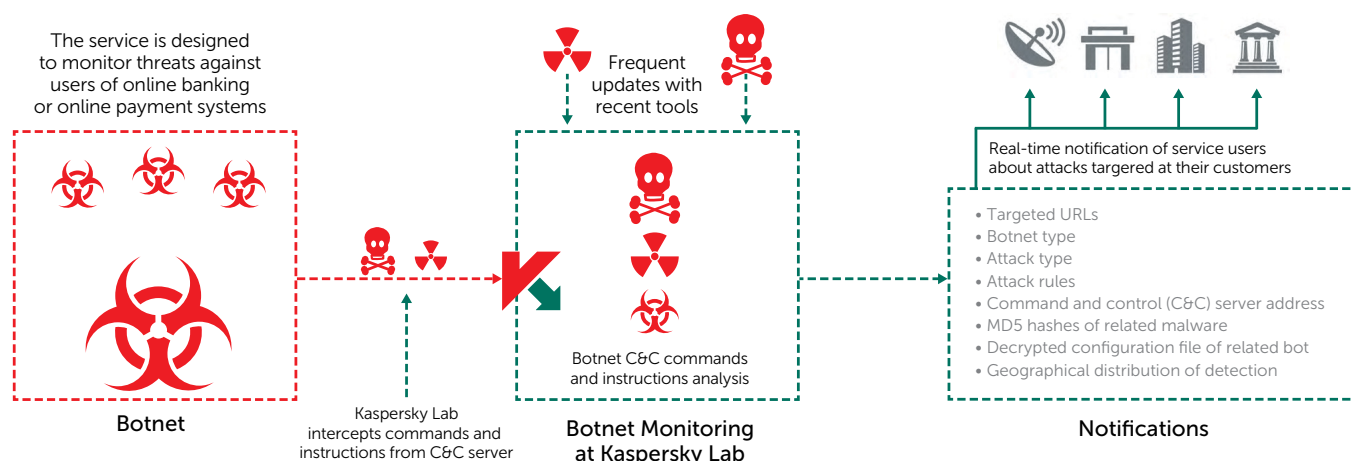 The service is designed
to monitor threats against
users of online banking
or online payment systems
Botnet
Kaspersky Lab
intercepts commands and
instructions from C&C server
Frequent
updates with
recent tools
Botnet C&C commands
and instructions analysis
Botnet Monitoring
at Kaspersky Lab
Real-time notification of service users
about attacks targered at their customers
• Targeted URLs
• Botnet type
• Attack type
• Attack rules
• Command and control (C&C) server address
• MD5 hashes of related malware
• Decrypted configuration file of related bot
• Geographical distribution of detection
Notifications